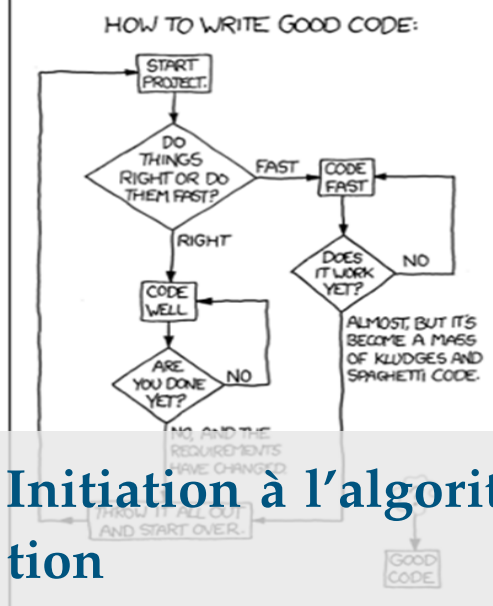 HOW TO WRITE GOOD CODE:
START
PROJECT.
DO
THINGS
RIGHT OR DO
THEM FAST?
FAST
CODE
FAST
RIGHT
DOES
IT WORK
YET?
NO
CODE
WELL
ALMOST, BUT IT'S
BECOME A MASS
OF KLUDGES AND
SPAGHETTI CODE.
ARE
YOU DONE
YET?
NO
NO, AND THE
REQUIREMENTS
HAVE CHANGED.
THROW IT ALL OUT
AND START OVER.
GOOD
CODE
Initiation à l'algorit
tion